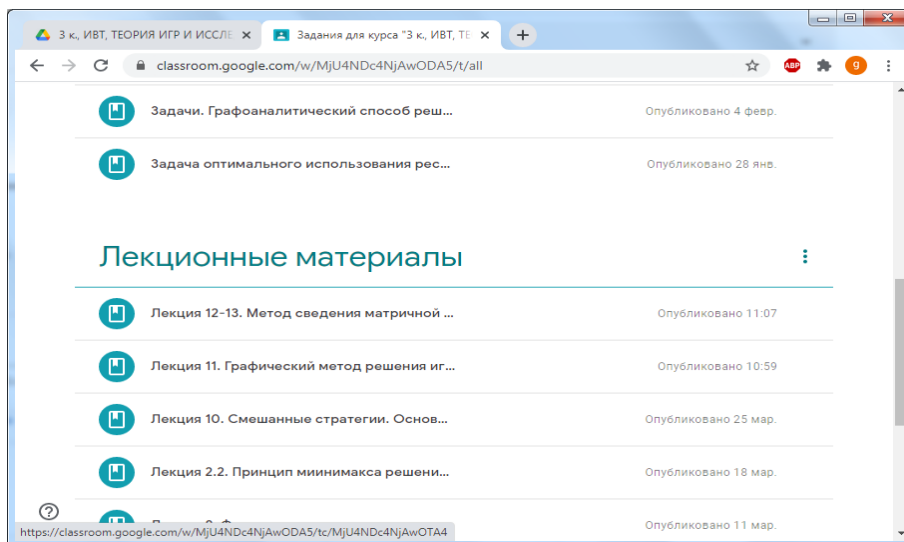 3 к., ИВТ, ТЕОРИЯ ИГР И ИССЛЕ
Задания для курса "3 к., ИВТ, ТЕ
classroom.google.com/w/MjU4NDc4NjAwODA5/t/all
ABP
g
Задачи. Графоаналитический способ реш... Опубликовано 4 февр.
Задача оптимального использования рес... Опубликовано 28 янв.
Лекционные материалы
Лекция 12-13. Метод сведения матричной ... Опубликовано 11:07
Лекция 11. Графический метод решения иг... Опубликовано 10:59
Лекция 10. Смешанные стратегии. Основ... Опубликовано 25 мар.
Лекция 2.2. Принцип миинимакса решени... Опубликовано 18 мар.
Опубликовано 11 мар.
https://classroom.google.com/w/MjU4NDc4NjAwODA5/tc/MjU4NDc4NjAwOTA4